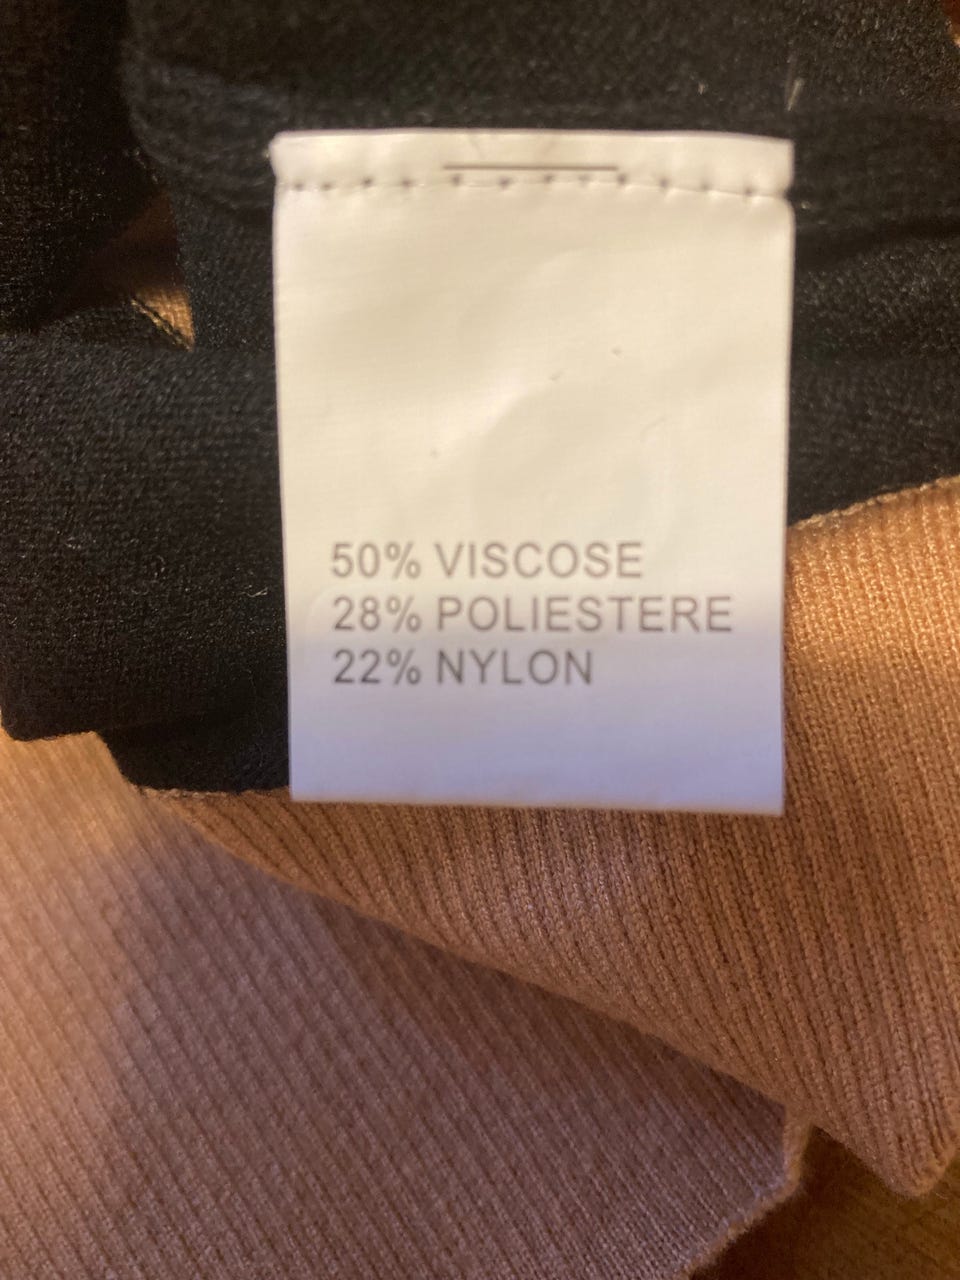 50% VISCOSE
28% POLIESTERE
22% NYLON